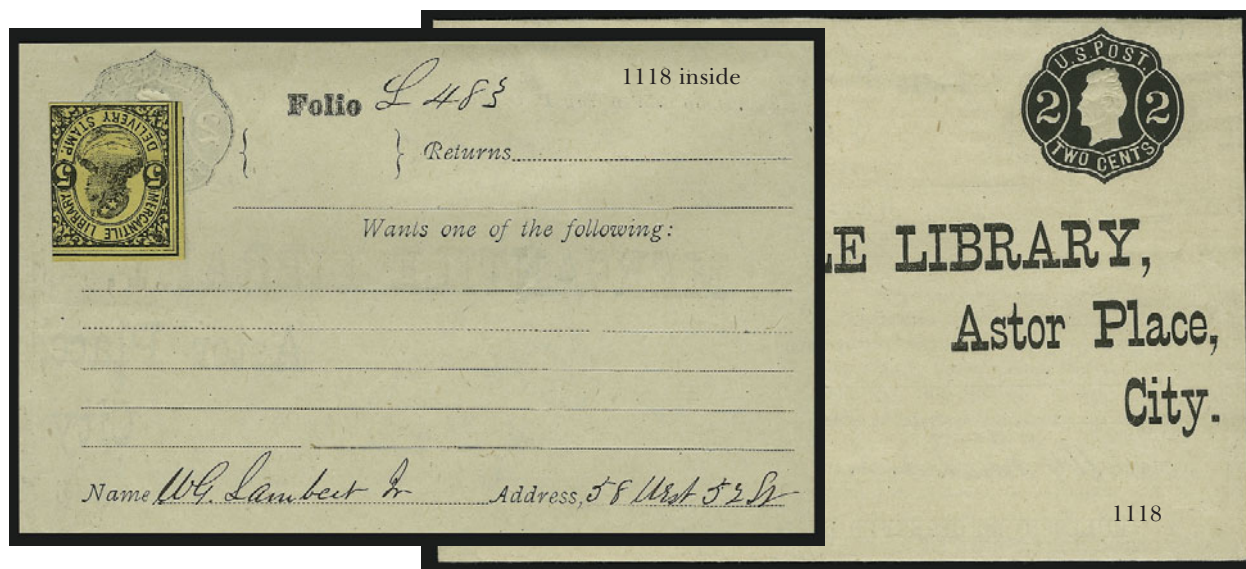 1118 inside
Folio L 483
MERCANTILE LIBRARY
5 5
DELIVERY STAMP.
{ } Returns
Wants one of the following:
Name W.G. Lambert Jr Address, 58 West 52 St
U.S. POST.
2 2
TWO CENTS
E LIBRARY,
Astor Place,
City.
1118